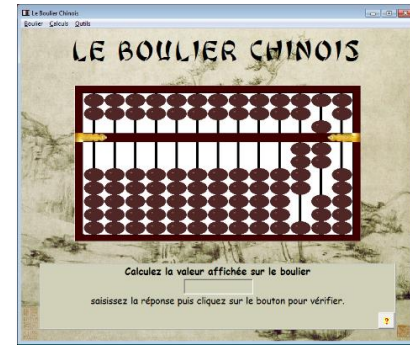 Le Boulier Chinois
Boulier Calculs Outils
LE BOULIER CHINOIS
Calculez la valeur affichée sur le boulier
saisissez la réponse puis cliquez sur le bouton pour vérifier.
?